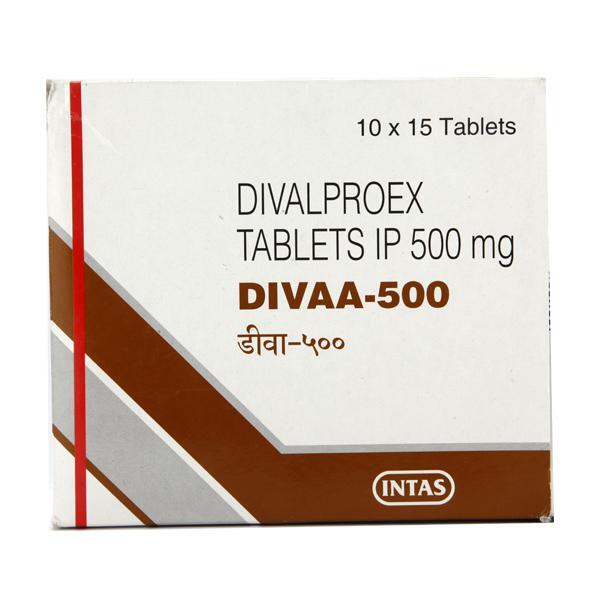 10 x 15 Tablets
DIVALPROEX
TABLETS IP 500 mg
DIVAA-500
डीवा-५००
INTAS